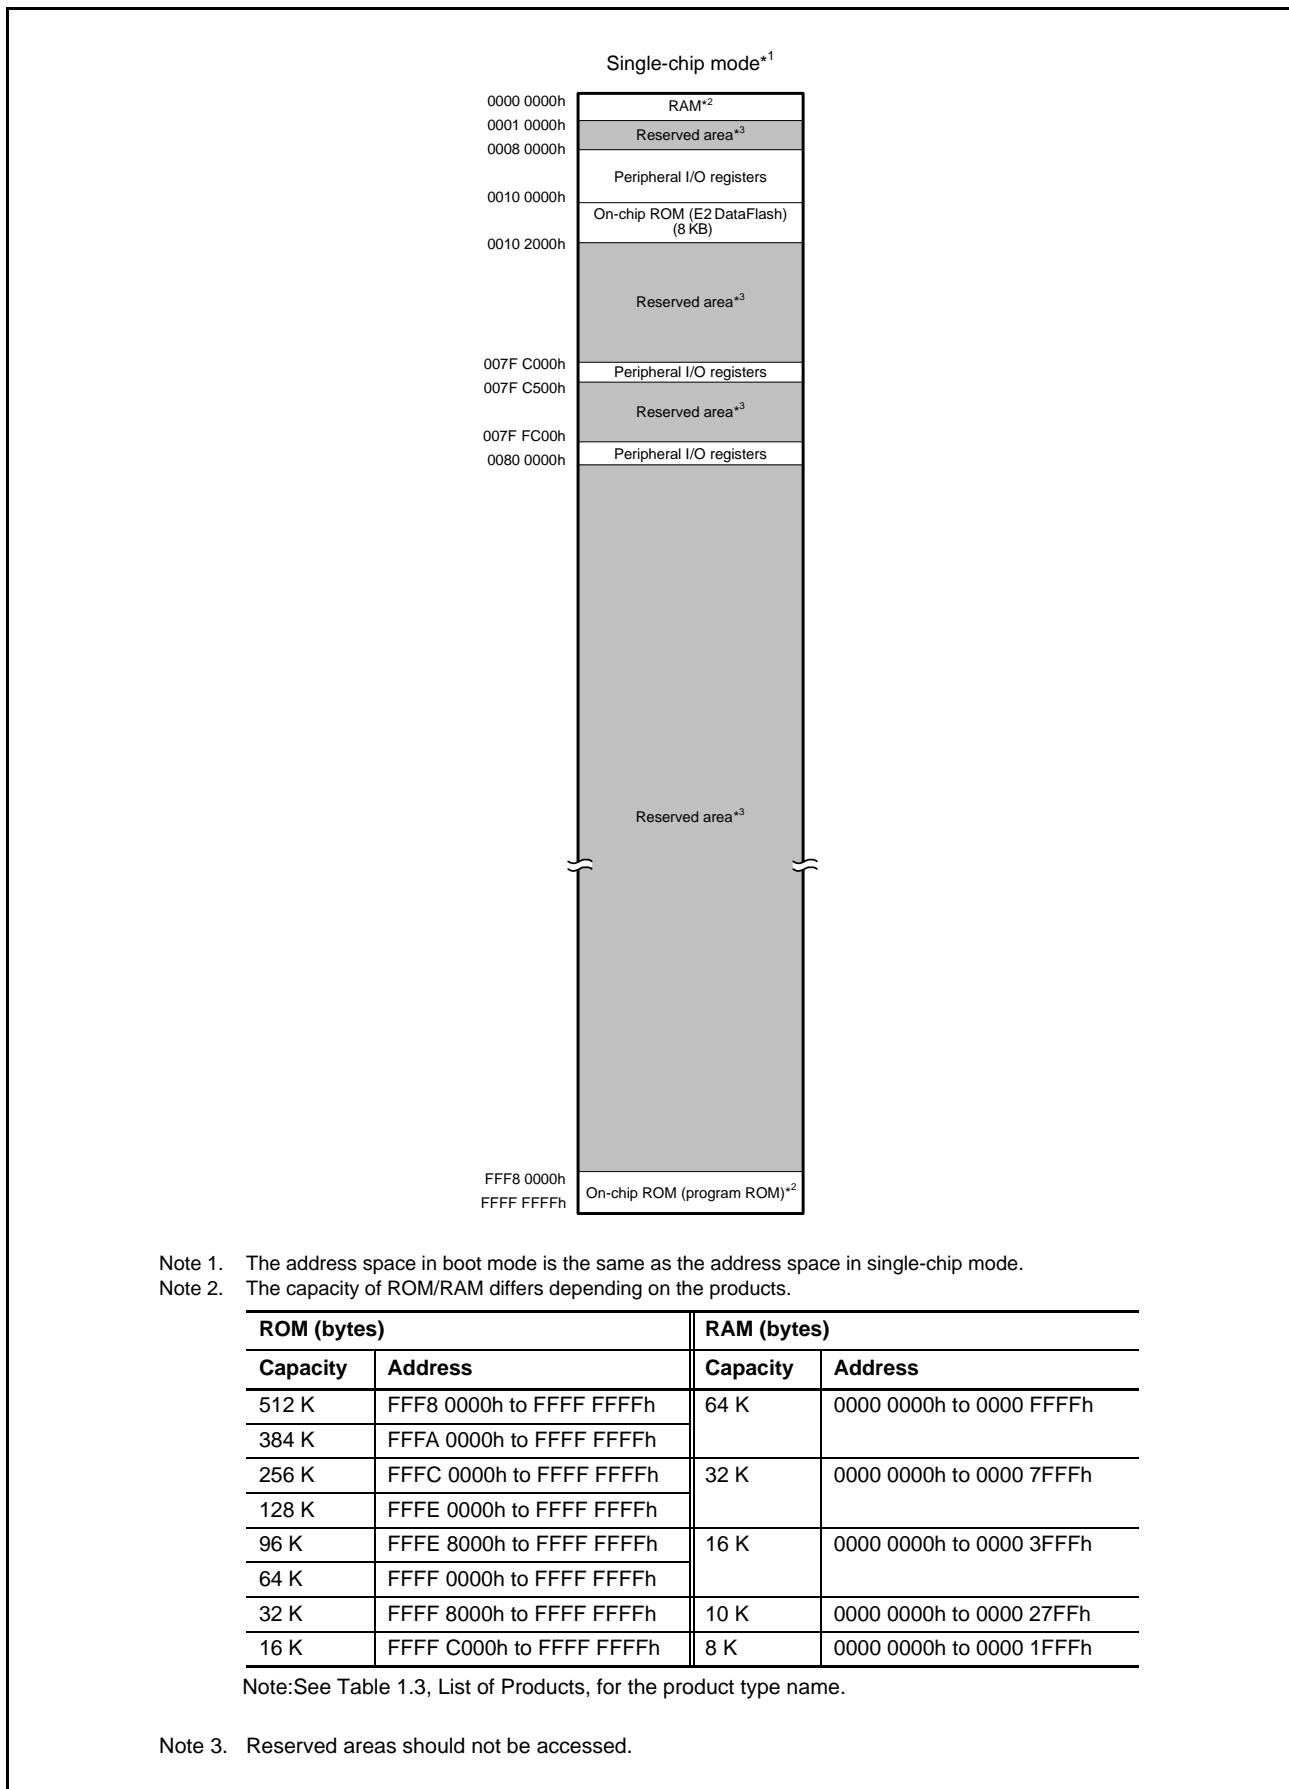 Single-chip mode*1
0000 0000h
RAM*2
0001 0000h
Reserved area*3
0008 0000h
Peripheral I/O registers
0010 0000h
On-chip ROM (E2 DataFlash)
(8 KB)
0010 2000h
Reserved area*3
007F C000h
Peripheral I/O registers
007F C500h
Reserved area*3
007F FC00h
Peripheral I/O registers
0080 0000h
Reserved area*3
FFF8 0000h
On-chip ROM (program ROM)*2
FFFF FFFFh
Note 1. The address space in boot mode is the same as the address space in single-chip mode.
Note 2. The capacity of ROM/RAM differs depending on the products.
ROM (bytes) RAM (bytes)
Capacity Address Capacity Address
512 K FFF8 0000h to FFFF FFFFh 64 K 0000 0000h to 0000 FFFFh
384 K FFFA 0000h to FFFF FFFFh
256 K FFFC 0000h to FFFF FFFFh 32 K 0000 0000h to 0000 7FFFh
128 K FFFE 0000h to FFFF FFFFh
96 K FFFE 8000h to FFFF FFFFh 16 K 0000 0000h to 0000 3FFFh
64 K FFFF 0000h to FFFF FFFFh
32 K FFFF 8000h to FFFF FFFFh 10 K 0000 0000h to 0000 27FFh
16 K FFFF C000h to FFFF FFFFh 8 K 0000 0000h to 0000 1FFFh
Note:See Table 1.3, List of Products, for the product type name.
Note 3. Reserved areas should not be accessed.